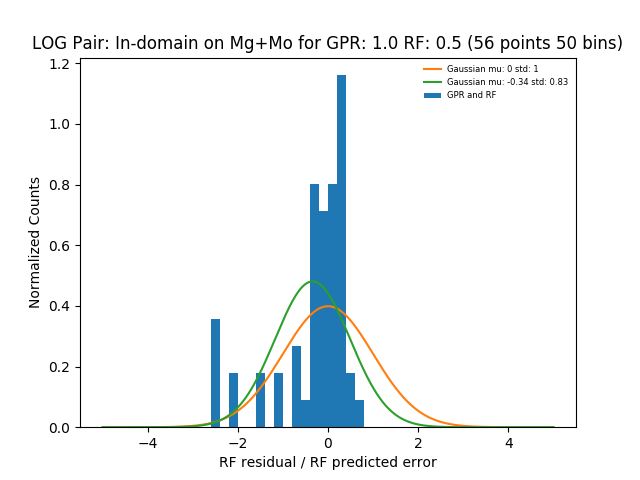 LOG Pair: In-domain on Mg+Mo for GPR: 1.0 RF: 0.5 (56 points 50 bins)
Gaussian mu: 0 std: 1
Gaussian mu: -0.34 std: 0.83
GPR and RF
Normalized Counts
1.2
1.0
0.8
0.6
0.4
0.2
0.0
−4 −2 0 2 4
RF residual / RF predicted error